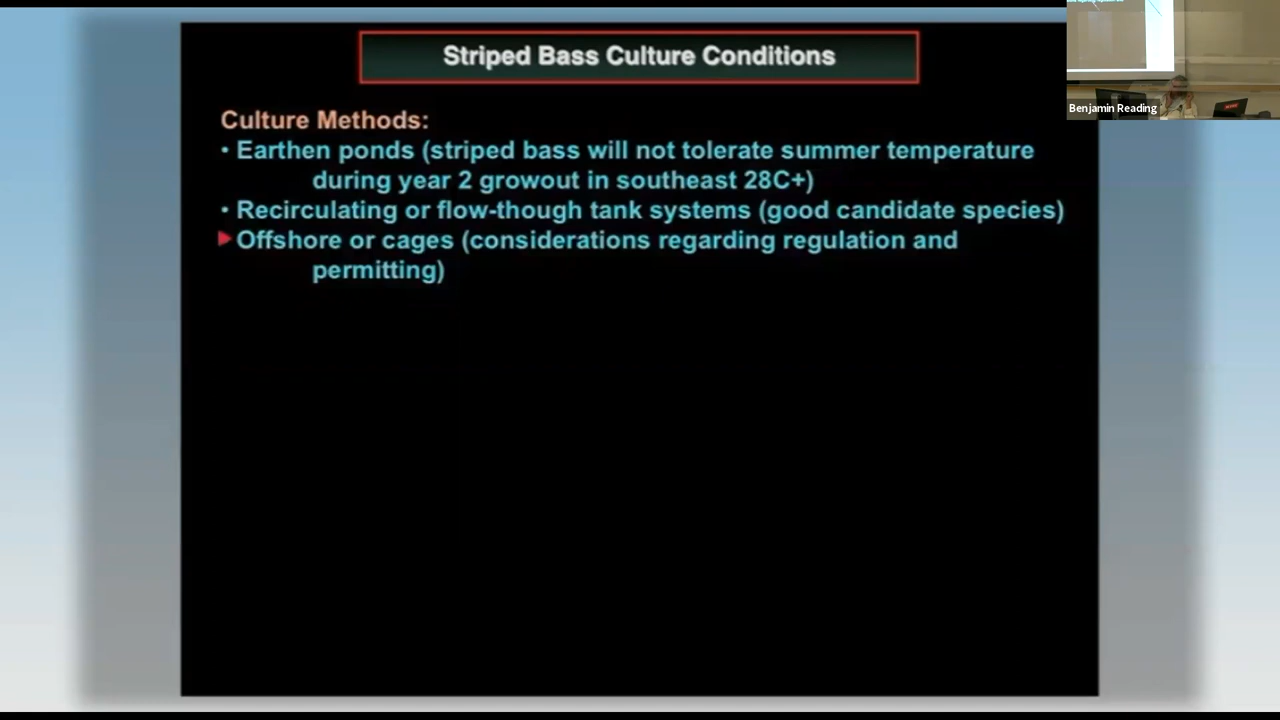 Striped Bass Culture Conditions
Culture Methods:
• Earthen ponds (striped bass will not tolerate summer temperature
during year 2 growout in southeast 28C+)
• Recirculating or flow-though tank systems (good candidate species)
Offshore or cages (considerations regarding regulation and
permitting)
Benjamin Reading